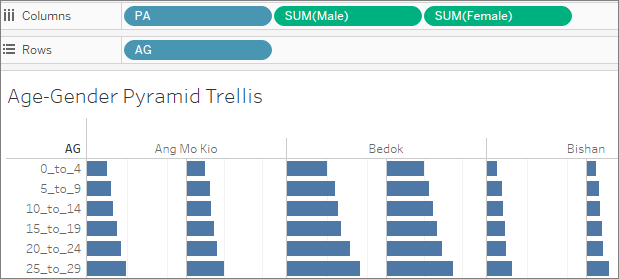 Columns PA SUM(Male) SUM(Female)
Rows AG
Age-Gender Pyramid Trellis
AG Ang Mo Kio Bedok Bishan
0_to_4
5_to_9
10_to_14
15_to_19
20_to_24
25_to_29